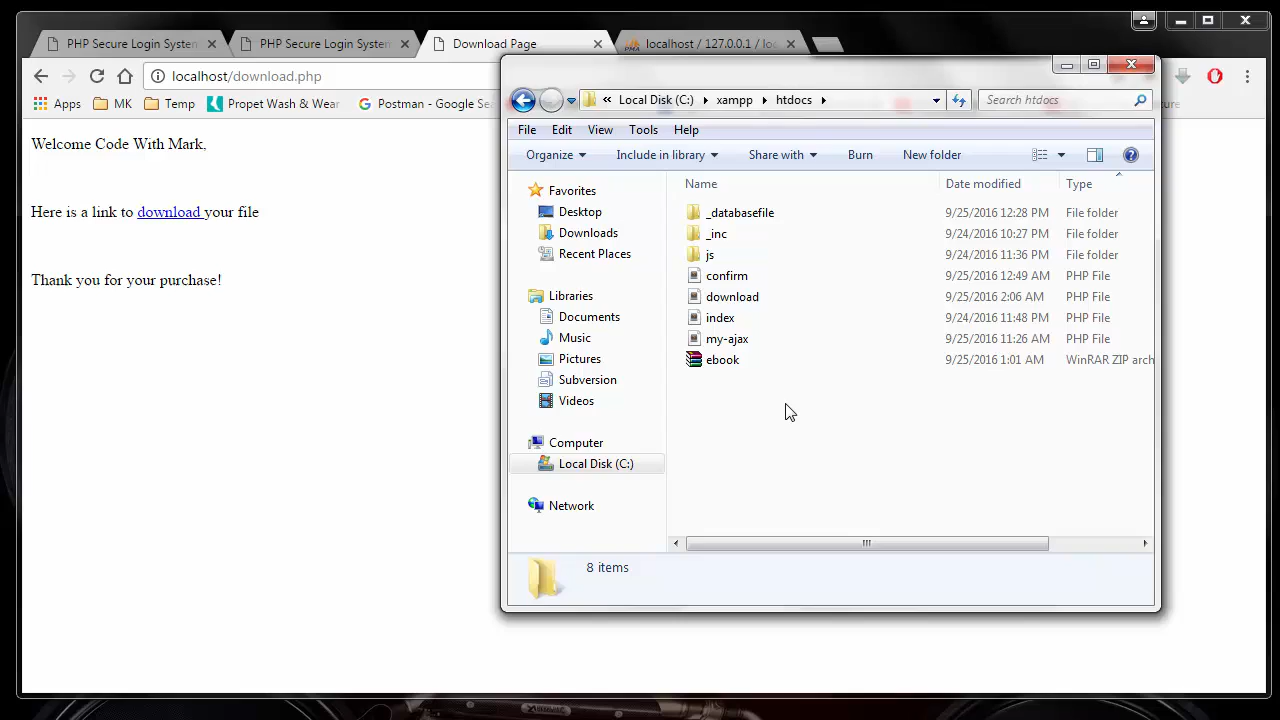 PHP Secure Login System
PHP Secure Login System
Download Page
localhost / 127.0.0.1 / lo
localhost/download.php
Apps
MK
Temp
Propet Wash & Wear
Postman - Google Sea
Welcome Code With Mark,
Here is a link to download your file
Thank you for your purchase!
Local Disk (C:) xampp htdocs
Search htdocs
File Edit View Tools Help
Organize Include in library Share with Burn New folder
Name Date modified Type
Favorites
Desktop
Downloads
Recent Places
Libraries
Documents
Music
Pictures
Subversion
Videos
Computer
Local Disk (C:)
Network
_databasefile 9/25/2016 12:28 PM File folder
_inc 9/24/2016 10:27 PM File folder
js 9/24/2016 11:36 PM File folder
confirm 9/25/2016 12:49 AM PHP File
download 9/25/2016 2:06 AM PHP File
index 9/24/2016 11:48 PM PHP File
my-ajax 9/25/2016 11:26 AM PHP File
ebook 9/25/2016 1:01 AM WinRAR ZIP arch
8 items